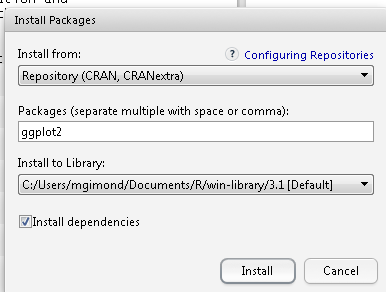 Install Packages
Install from:
? Configuring Repositories
Repository (CRAN, CRANextra)
Packages (separate multiple with space or comma):
ggplot2
Install to Library:
C:/Users/mgimond/Documents/R/win-library/3.1 [Default]
Install dependencies
Install
Cancel